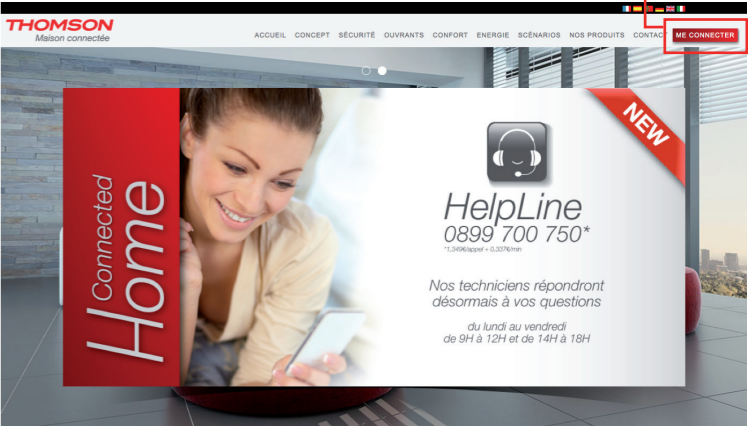 THOMSON
Maison connectée
ACCUEIL CONCEPT SÉCURITÉ OUVRANTS CONFORT ENERGIE SCÉNARIOS NOS PRODUITS CONTACT ME CONNECTER
NEW
Connected
Home
HelpLine
0899 700 750*
*1,349€/appel + 0,337€/min
Nos techniciens répondront
désormais à vos questions
du lundi au vendredi
de 9H à 12H et de 14H à 18H